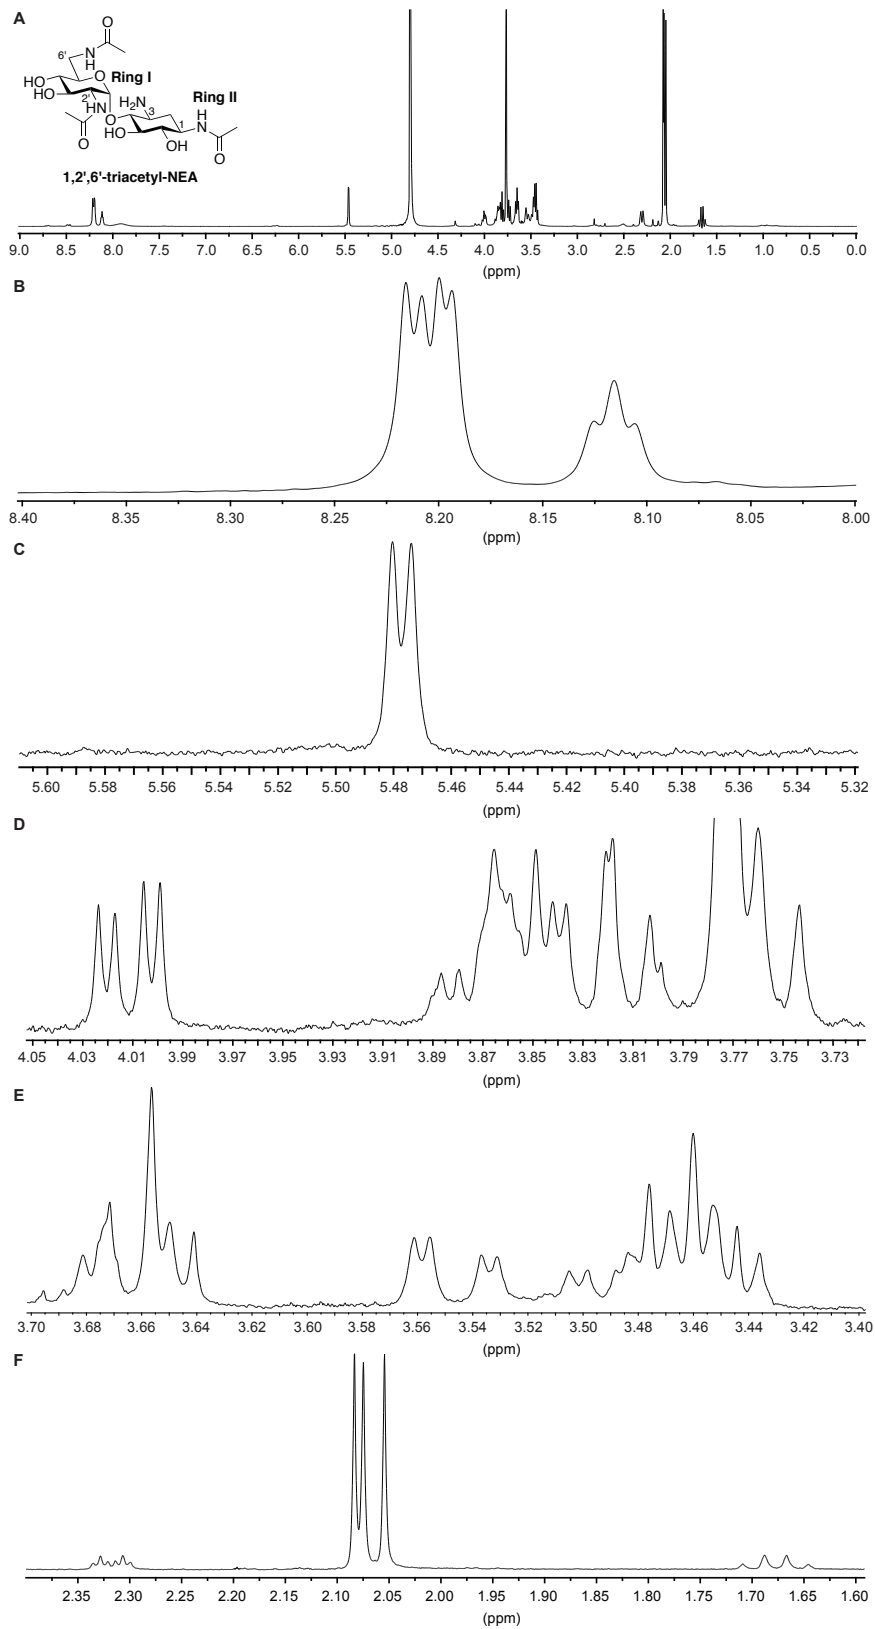 A
O
6' N
H
HO O Ring I
HO 2'
HN H₂N 3 Ring II
O HO 1 H
N
O OH O
1,2',6'-triacetyl-NEA
9.0 8.5 8.0 7.5 7.0 6.5 6.0 5.5 5.0 4.5 4.0 3.5 3.0 2.5 2.0 1.5 1.0 0.5 0.0
(ppm)
B
8.40 8.35 8.30 8.25 8.20 8.15 8.10 8.05 8.00
(ppm)
C
5.60 5.58 5.56 5.54 5.52 5.50 5.48 5.46 5.44 5.42 5.40 5.38 5.36 5.34 5.32
(ppm)
D
4.05 4.03 4.01 3.99 3.97 3.95 3.93 3.91 3.89 3.87 3.85 3.83 3.81 3.79 3.77 3.75 3.73
(ppm)
E
3.70 3.68 3.66 3.64 3.62 3.60 3.58 3.56 3.54 3.52 3.50 3.48 3.46 3.44 3.42 3.40
(ppm)
F
2.35 2.30 2.25 2.20 2.15 2.10 2.05 2.00 1.95 1.90 1.85 1.80 1.75 1.70 1.65 1.60
(ppm)